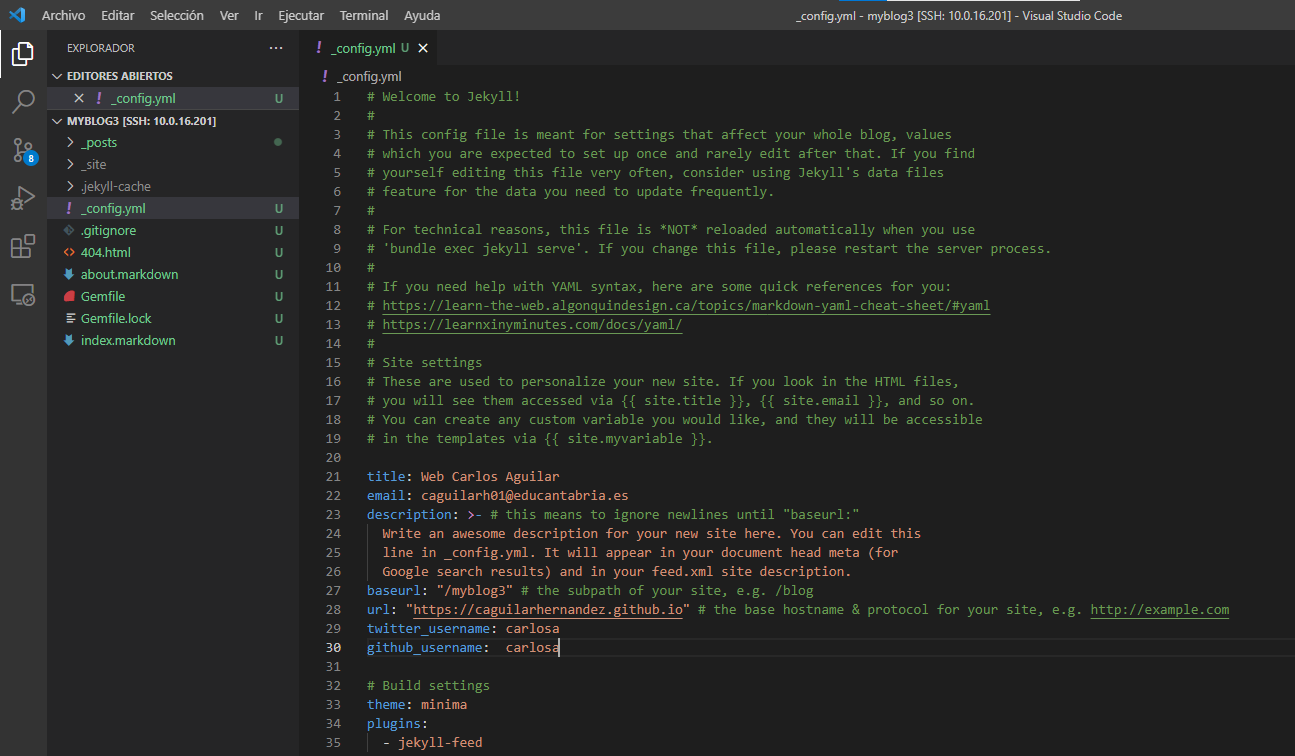 Archivo Editar Selección Ver Ir Ejecutar Terminal Ayuda
_config.yml - myblog3 [SSH: 10.0.16.201] - Visual Studio Code
EXPLORADOR
EDITORES ABIERTOS
_config.yml U
MYBLOG3 [SSH: 10.0.16.201]
_posts
_site
.jekyll-cache
_config.yml U
.gitignore U
404.html U
about.markdown U
Gemfile U
Gemfile.lock U
index.markdown U
8
_config.yml U
_config.yml
1 # Welcome to Jekyll!
2 #
3 # This config file is meant for settings that affect your whole blog, values
4 # which you are expected to set up once and rarely edit after that. If you find
5 # yourself editing this file very often, consider using Jekyll's data files
6 # feature for the data you need to update frequently.
7 #
8 # For technical reasons, this file is *NOT* reloaded automatically when you use
9 # 'bundle exec jekyll serve'. If you change this file, please restart the server process.
10 #
11 # If you need help with YAML syntax, here are some quick references for you:
12 # https://learn-the-web.algonquindesign.ca/topics/markdown-yaml-cheat-sheet/#yaml
13 # https://learnxinyminutes.com/docs/yaml/
14 #
15 # Site settings
16 # These are used to personalize your new site. If you look in the HTML files,
17 # you will see them accessed via {{ site.title }}, {{ site.email }}, and so on.
18 # You can create any custom variable you would like, and they will be accessible
19 # in the templates via {{ site.myvariable }}.
20
21 title: Web Carlos Aguilar
22 email: caguilarh01@educantabria.es
23 description: >- # this means to ignore newlines until "baseurl:"
24 Write an awesome description for your new site here. You can edit this
25 line in _config.yml. It will appear in your document head meta (for
26 Google search results) and in your feed.xml site description.
27 baseurl: "/myblog3" # the subpath of your site, e.g. /blog
28 url: "https://caguilarhernandez.github.io" # the base hostname & protocol for your site, e.g. http://example.com
29 twitter_username: carlosa
30 github_username:  carlosa
31
32 # Build settings
33 theme: minima
34 plugins:
35 - jekyll-feed